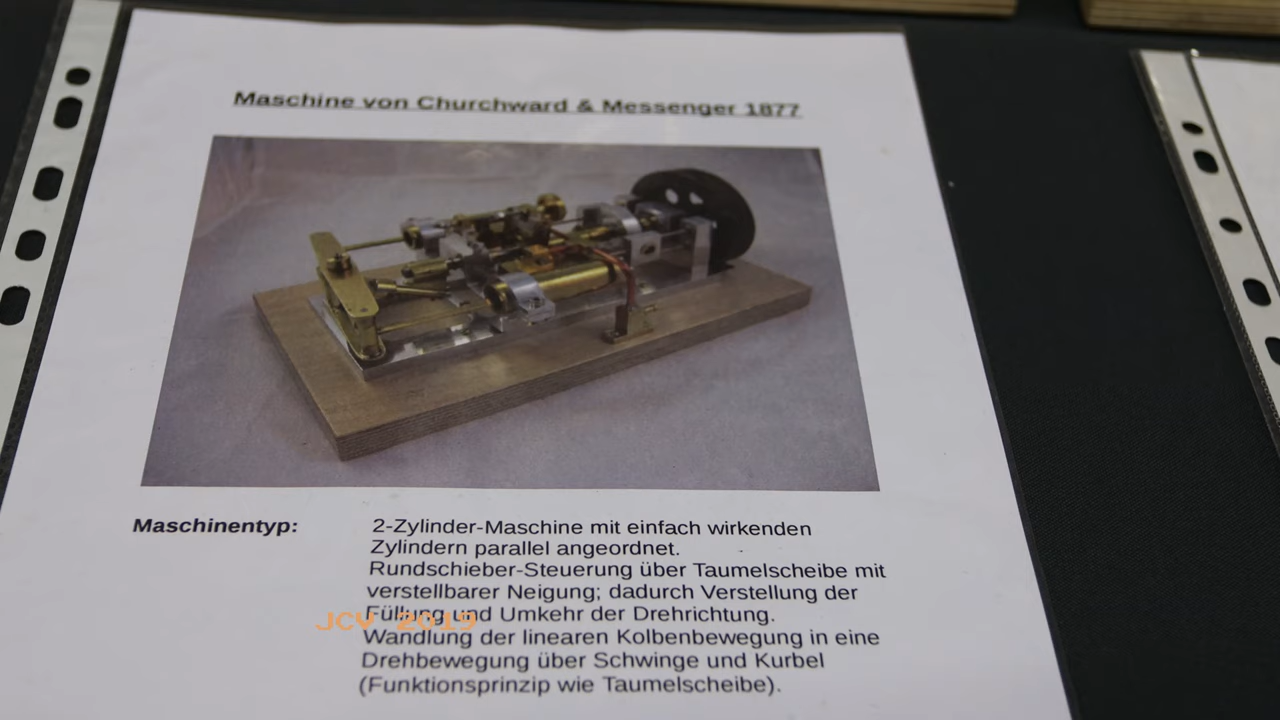 Maschine von Churchward & Messenger 1877
Maschinentyp: 2-Zylinder-Maschine mit einfach wirkenden
Zylindern parallel angeordnet.
Rundschieber-Steuerung über Taumelscheibe mit
verstellbarer Neigung; dadurch Verstellung der
Füllung und Umkehr der Drehrichtung.
JCV 2019
Wandlung der linearen Kolbenbewegung in eine
Drehbewegung über Schwinge und Kurbel
(Funktionsprinzip wie Taumelscheibe).